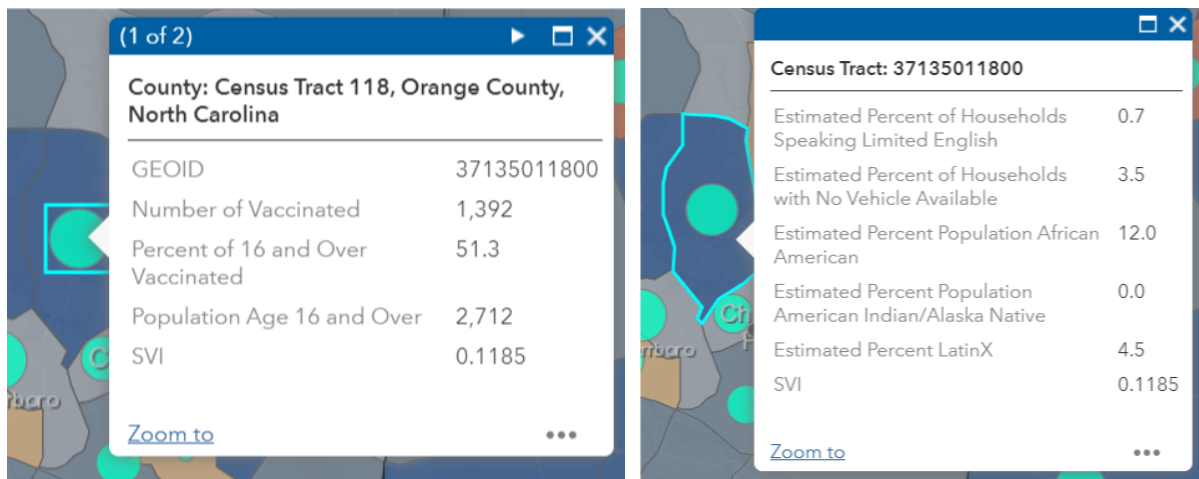 (1 of 2)
County: Census Tract 118, Orange County,
North Carolina
GEOID 37135011800
Number of Vaccinated 1,392
Percent of 16 and Over 51.3
Vaccinated
Population Age 16 and Over 2,712
SVI 0.1185
Zoom to
Census Tract: 37135011800
Estimated Percent of Households 0.7
Speaking Limited English
Estimated Percent of Households 3.5
with No Vehicle Available
Estimated Percent Population African 12.0
American
Estimated Percent Population 0.0
American Indian/Alaska Native
Estimated Percent LatinX 4.5
SVI 0.1185
Zoom to
C
Ch
H